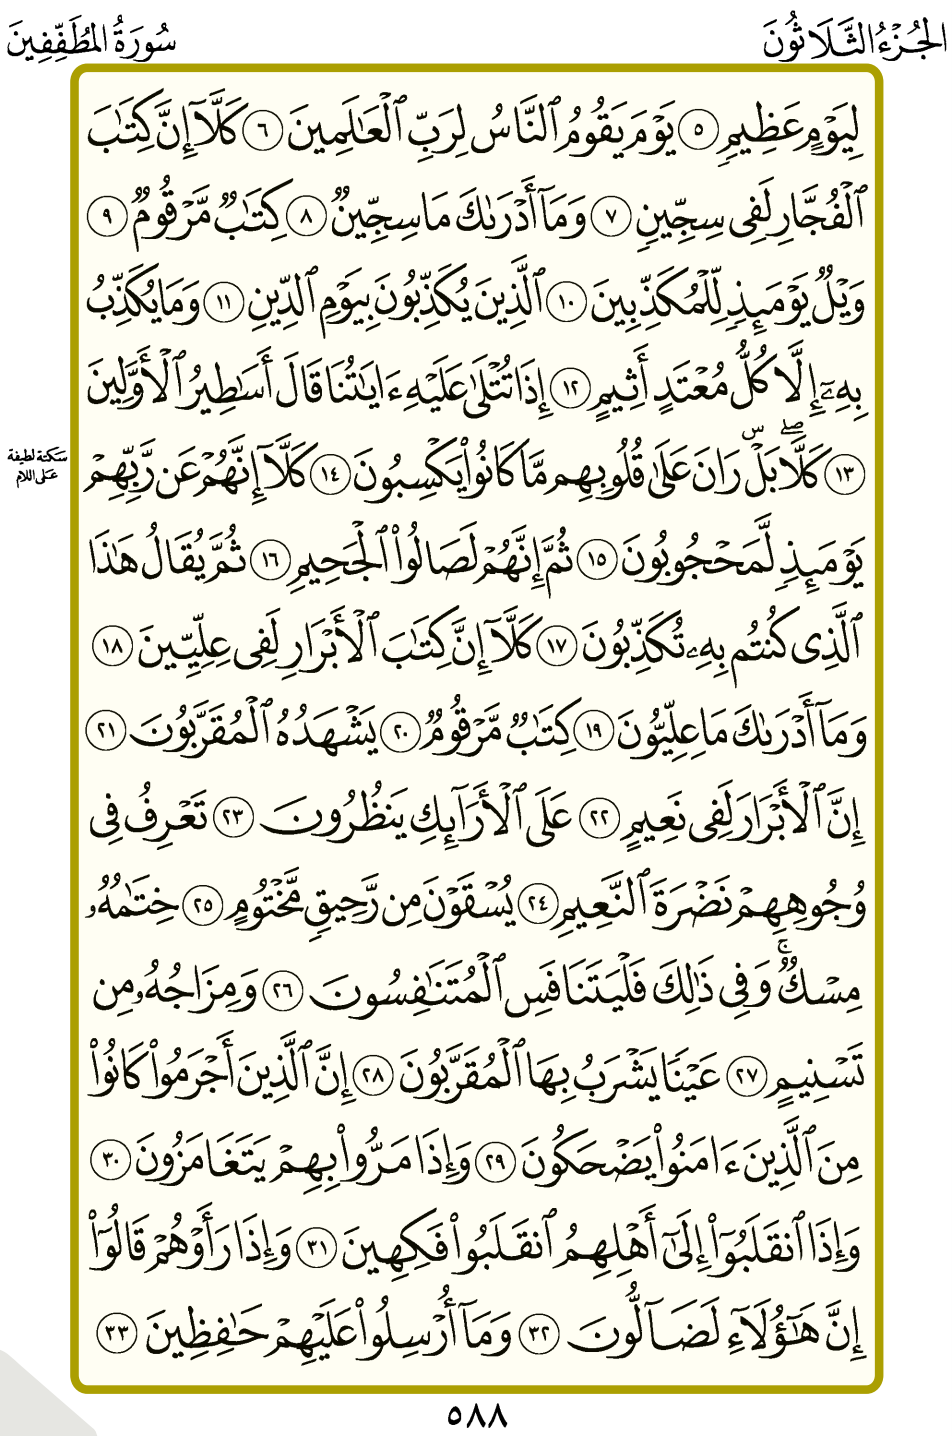 الجُزْءُ الثَّلَاثُونَ
سُورَةُ المُطَفِّفِينَ
لِيَوْمٍ عَظِيمٍ ٥ يَوْمَ يَقُومُ ٱلنَّاسُ لِرَبِّ ٱلْعَٰلَمِينَ ٦ كَلَّآ إِنَّ كِتَٰبَ
ٱلْفُجَّارِ لَفِى سِجِّينٍ ٧ وَمَآ أَدْرَىٰكَ مَا سِجِّينٌ ٨ كِتَٰبٌ مَّرْقُومٌ ٩
وَيْلٌ يَوْمَئِذٍ لِّلْمُكَذِّبِينَ ١٠ ٱلَّذِينَ يُكَذِّبُونَ بِيَوْمِ ٱلدِّينِ ١١ وَمَا يُكَذِّبُ
بِهِۦٓ إِلَّا كُلُّ مُعْتَدٍ أَثِيمٍ ١٢ إِذَا تُتْلَىٰ عَلَيْهِ ءَايَٰتُنَا قَالَ أَسَٰطِيرُ ٱلْأَوَّلِينَ
١٣ كَلَّا ۖ بَلْ ۜ رَانَ عَلَىٰ قُلُوبِهِم مَّا كَانُوا۟ يَكْسِبُونَ ١٤ كَلَّآ إِنَّهُمْ عَن رَّبِّهِمْ
سكتة لطيفة
على اللام
يَوْمَئِذٍ لَّمَحْجُوبُونَ ١٥ ثُمَّ إِنَّهُمْ لَصَالُوا۟ ٱلْجَحِيمِ ١٦ ثُمَّ يُقَالُ هَٰذَا
ٱلَّذِى كُنتُم بِهِۦ تُكَذِّبُونَ ١٧ كَلَّآ إِنَّ كِتَٰبَ ٱلْأَبْرَارِ لَفِى عِلِّيِّينَ ١٨
وَمَآ أَدْرَىٰكَ مَا عِلِّيُّونَ ١٩ كِتَٰبٌ مَّرْقُومٌ ٢٠ يَشْهَدُهُ ٱلْمُقَرَّبُونَ ٢١
إِنَّ ٱلْأَبْرَارَ لَفِى نَعِيمٍ ٢٢ عَلَى ٱلْأَرَآئِكِ يَنظُرُونَ ٢٣ تَعْرِفُ فِى
وُجُوهِهِمْ نَضْرَةَ ٱلنَّعِيمِ ٢٤ يُسْقَوْنَ مِن رَّحِيقٍ مَّخْتُومٍ ٢٥ خِتَٰمُهُۥ
مِسْكٌ ۚ وَفِى ذَٰلِكَ فَلْيَتَنَافَسِ ٱلْمُتَنَٰفِسُونَ ٢٦ وَمِزَاجُهُۥ مِن
تَسْنِيمٍ ٢٧ عَيْنًا يَشْرَبُ بِهَا ٱلْمُقَرَّبُونَ ٢٨ إِنَّ ٱلَّذِينَ أَجْرَمُوا۟ كَانُوا۟
مِنَ ٱلَّذِينَ ءَامَنُوا۟ يَضْحَكُونَ ٢٩ وَإِذَا مَرُّوا۟ بِهِمْ يَتَغَامَزُونَ ٣٠
وَإِذَا ٱنقَلَبُوٓا۟ إِلَىٰٓ أَهْلِهِمُ ٱنقَلَبُوا۟ فَكِهِينَ ٣١ وَإِذَا رَأَوْهُمْ قَالُوٓا۟
إِنَّ هَٰٓؤُلَآءِ لَضَآلُّونَ ٣٢ وَمَآ أُرْسِلُوا۟ عَلَيْهِمْ حَٰفِظِينَ ٣٣
٥٨٨